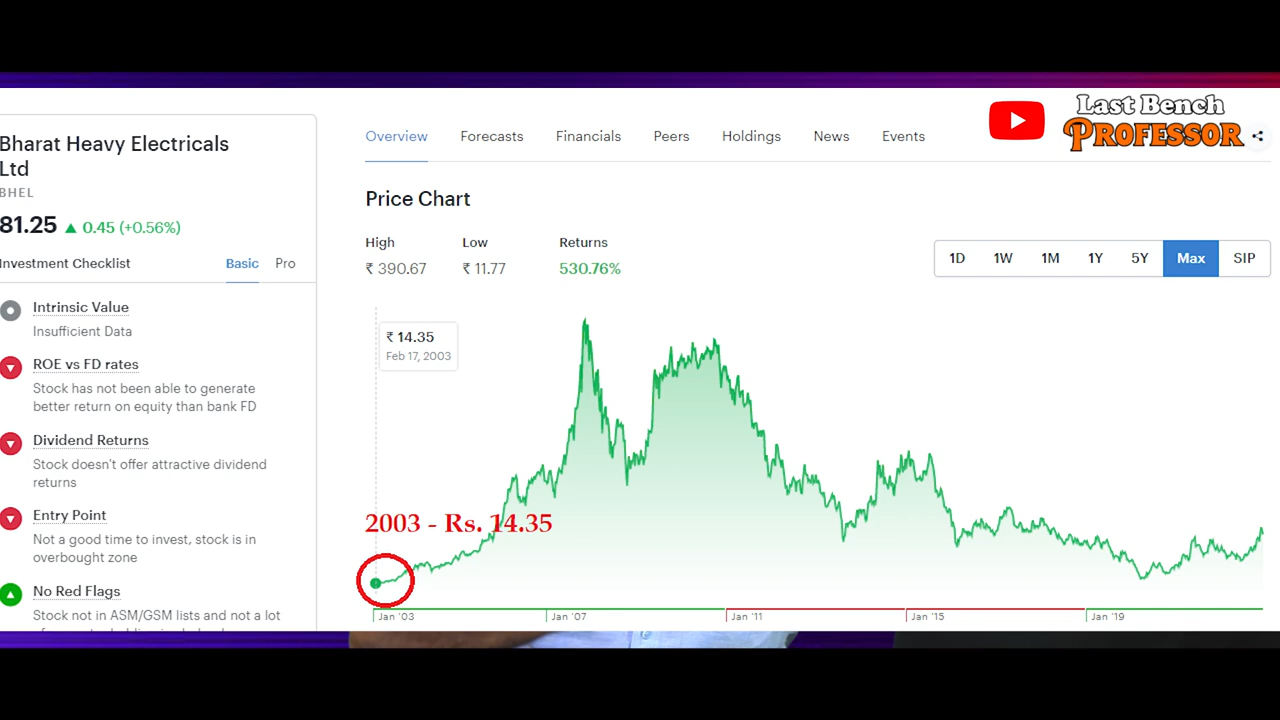 Last Bench
PROFESSOR
Bharat Heavy Electricals
Ltd
BHEL
81.25 ▲ 0.45 (+0.56%)
Investment Checklist Basic Pro
Intrinsic Value
Insufficient Data
ROE vs FD rates
Stock has not been able to generate
better return on equity than bank FD
Dividend Returns
Stock doesn't offer attractive dividend
returns
Entry Point
Not a good time to invest, stock is in
overbought zone
No Red Flags
Stock not in ASM/GSM lists and not a lot
Overview Forecasts Financials Peers Holdings News Events
Price Chart
High Low Returns
₹ 390.67 ₹ 11.77 530.76%
1D 1W 1M 1Y 5Y Max SIP
₹ 14.35
Feb 17, 2003
2003 - Rs. 14.35
Jan '03 Jan '07 Jan '11 Jan '15 Jan '19